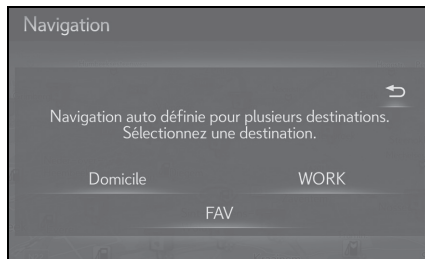 Navigation
Navigation auto définie pour plusieurs destinations.
Sélectionnez une destination.
Domicile WORK
FAV